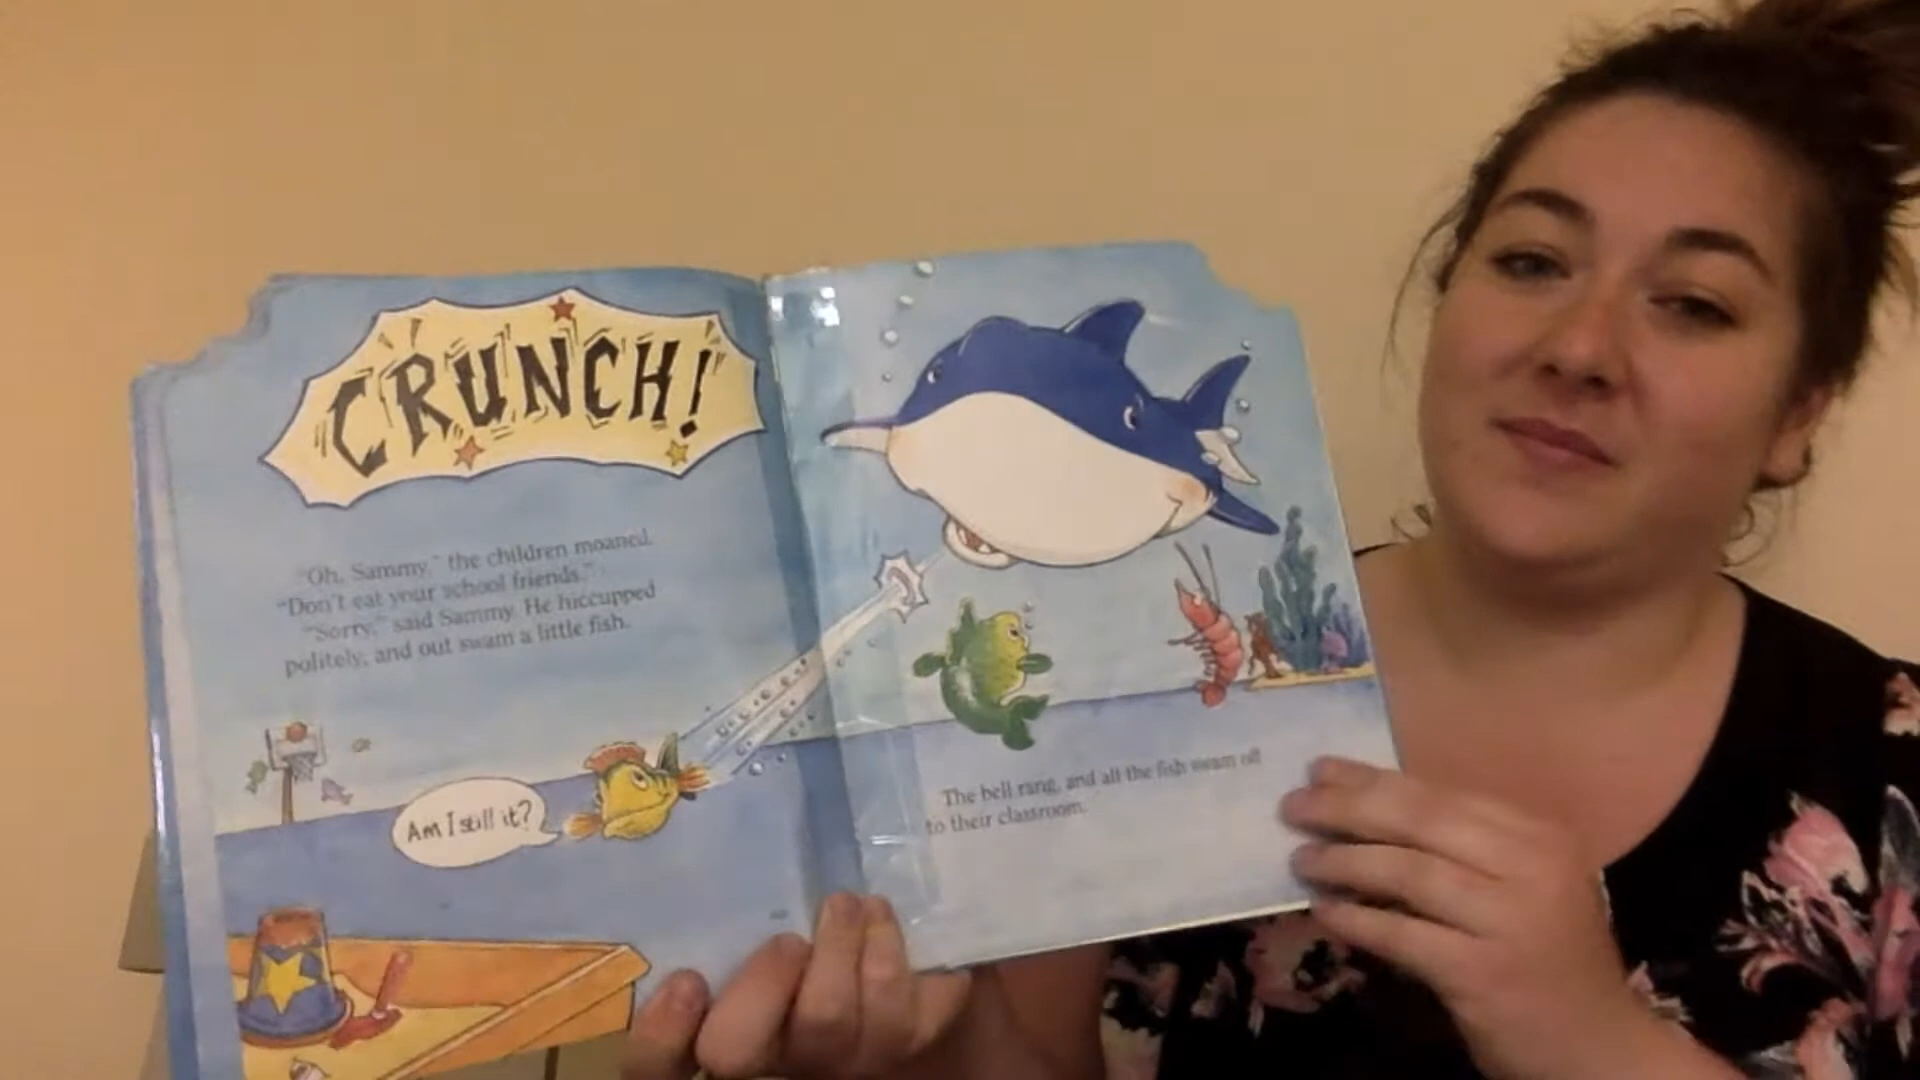 CRUNCH!
"Oh, Sammy," the children moaned.
"Don't eat your school friends."
"Sorry," said Sammy. He hiccupped
politely, and out swam a little fish.
Am I still it?
The bell rang, and all the fish swam off
to their classroom.